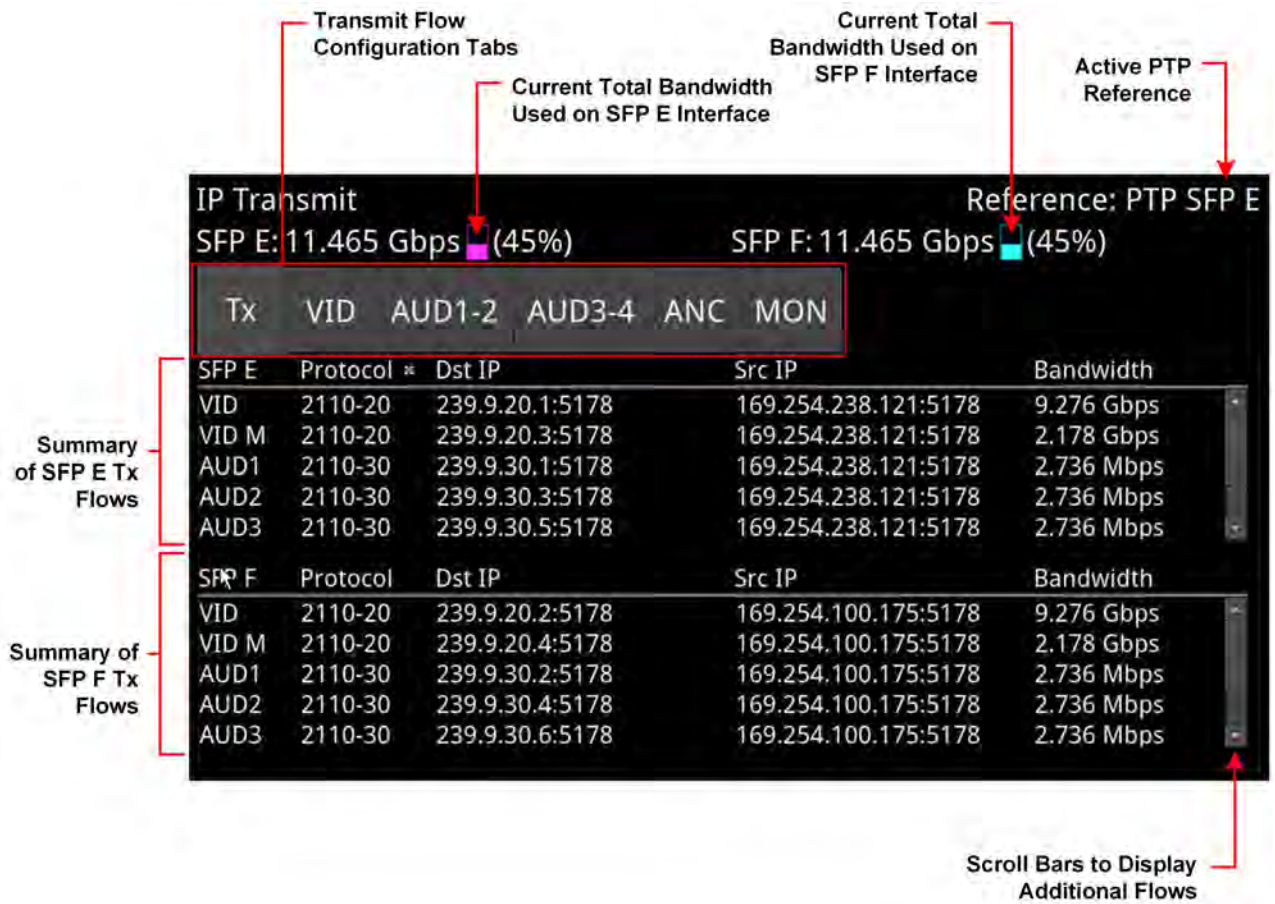 Transmit Flow
Configuration Tabs
Current Total Bandwidth
Used on SFP E Interface
Current Total
Bandwidth Used on
SFP F Interface
Active PTP
Reference
IP Transmit Reference: PTP SFP E
SFP E: 11.465 Gbps (45%) SFP F: 11.465 Gbps (45%)
Tx VID AUD1-2 AUD3-4 ANC MON
SFP E Protocol Dst IP Src IP Bandwidth
VID 2110-20 239.9.20.1:5178 169.254.238.121:5178 9.276 Gbps
VID M 2110-20 239.9.20.3:5178 169.254.238.121:5178 2.178 Gbps
AUD1 2110-30 239.9.30.1:5178 169.254.238.121:5178 2.736 Mbps
AUD2 2110-30 239.9.30.3:5178 169.254.238.121:5178 2.736 Mbps
AUD3 2110-30 239.9.30.5:5178 169.254.238.121:5178 2.736 Mbps
Summary
of SFP E Tx
Flows
SFP F Protocol Dst IP Src IP Bandwidth
VID 2110-20 239.9.20.2:5178 169.254.100.175:5178 9.276 Gbps
VID M 2110-20 239.9.20.4:5178 169.254.100.175:5178 2.178 Gbps
AUD1 2110-30 239.9.30.2:5178 169.254.100.175:5178 2.736 Mbps
AUD2 2110-30 239.9.30.4:5178 169.254.100.175:5178 2.736 Mbps
AUD3 2110-30 239.9.30.6:5178 169.254.100.175:5178 2.736 Mbps
Summary of
SFP F Tx
Flows
Scroll Bars to Display
Additional Flows